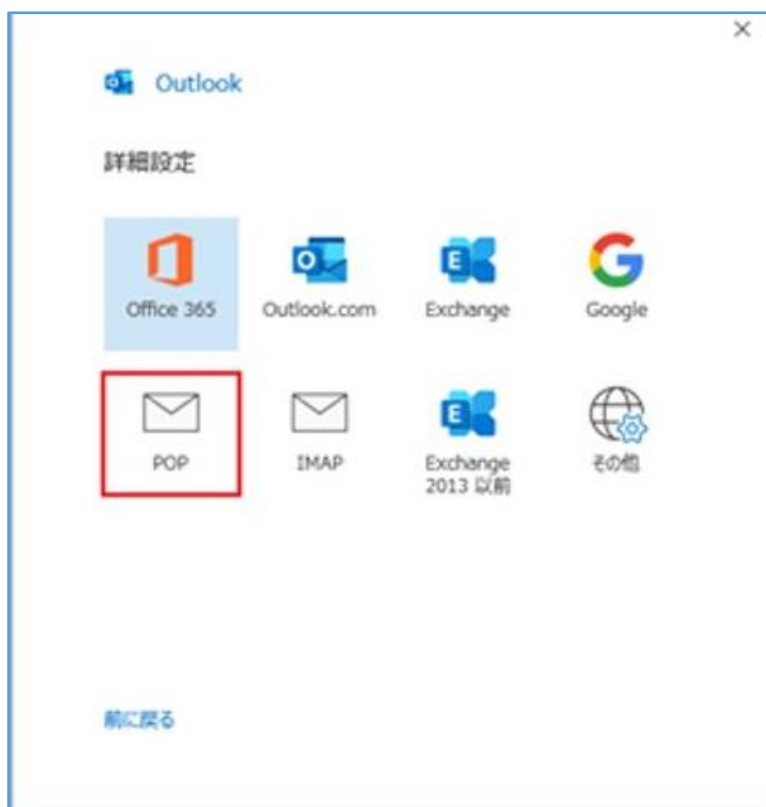 Outlook
詳細設定
Office 365
Outlook.com
Exchange
Google
POP
IMAP
Exchange
2013 以前
その他
前に戻る